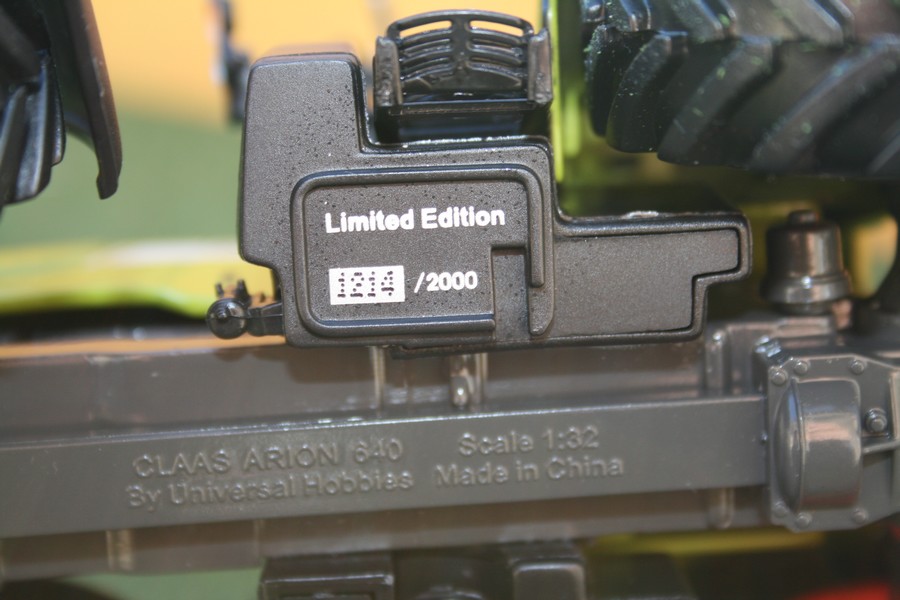 Limited Edition
1214 /2000
CLAAS ARION 640
By Universal Hobbies
Scale 1:32
Made in China